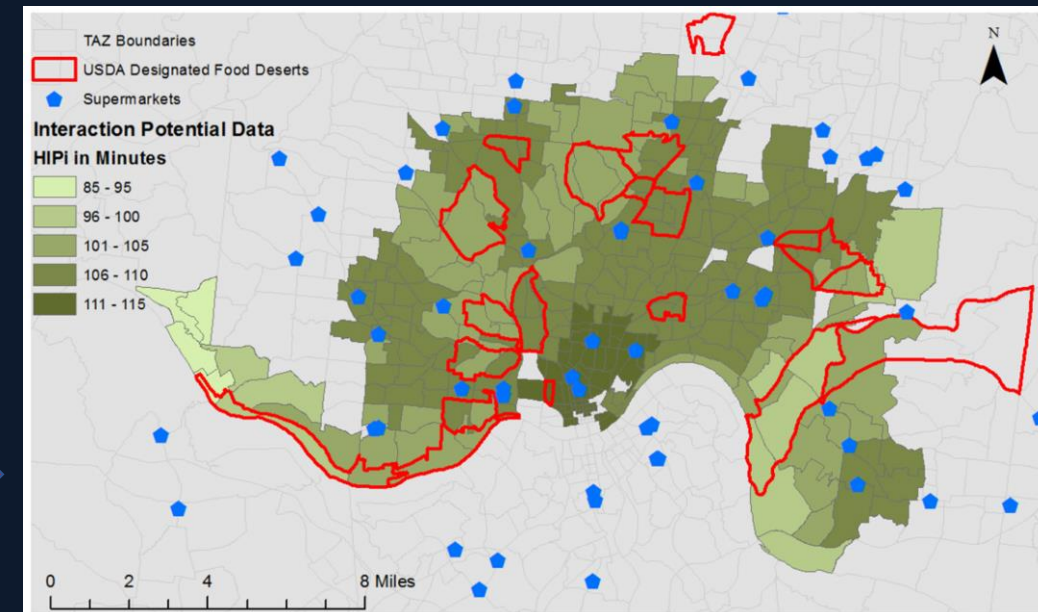 TAZ Boundaries
USDA Designated Food Deserts
Supermarkets
Interaction Potential Data
HIPi in Minutes
85 - 95
96 - 100
101 - 105
106 - 110
111 - 115
N
0 2 4 8 Miles